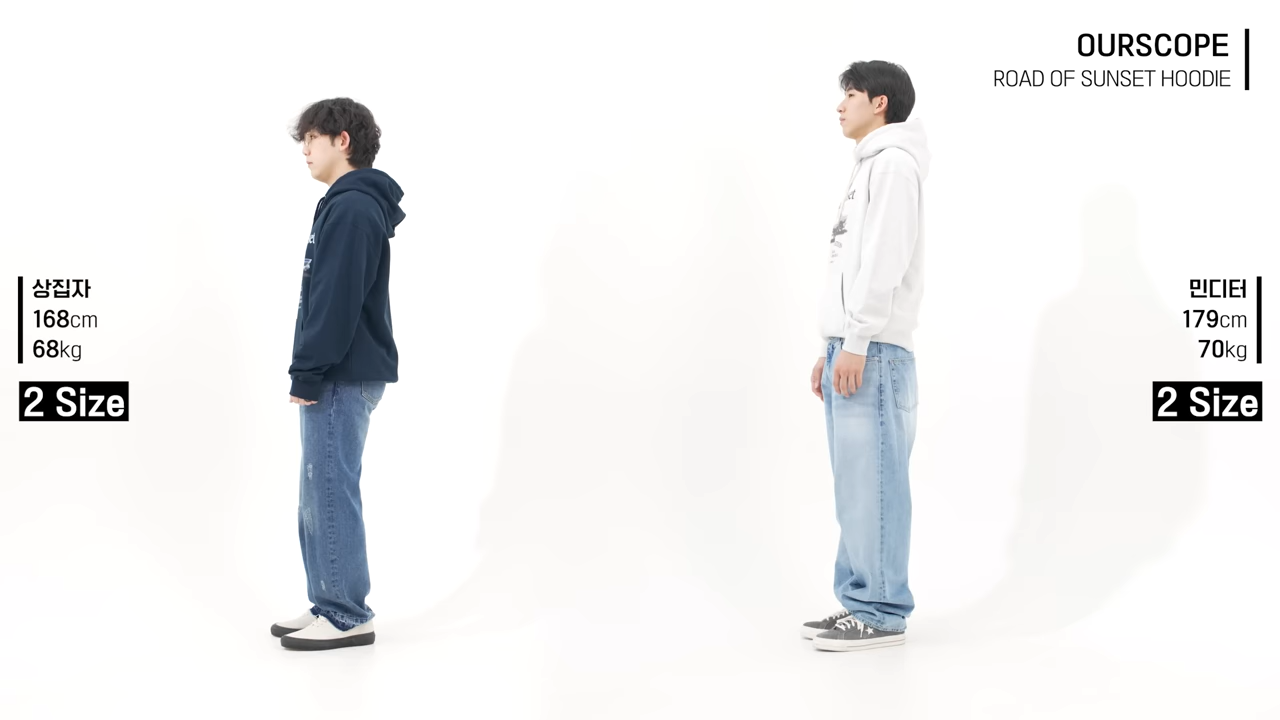 OURSCOPE
ROAD OF SUNSET HOODIE
상집자
168cm
68kg
2 Size
민디터
179cm
70kg
2 Size